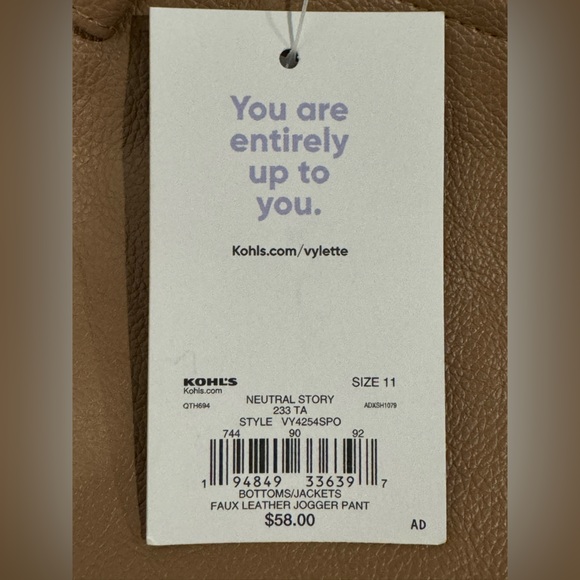 You are
entirely
up to
you.
Kohls.com/vylette
KOHL'S SIZE 11
Kohls.com
NEUTRAL STORY
QTH694 233 TA ADXSH1079
STYLE VY4254SPO
744 90 92
1 94849 33639 7
BOTTOMS/JACKETS
FAUX LEATHER JOGGER PANT
$58.00
AD